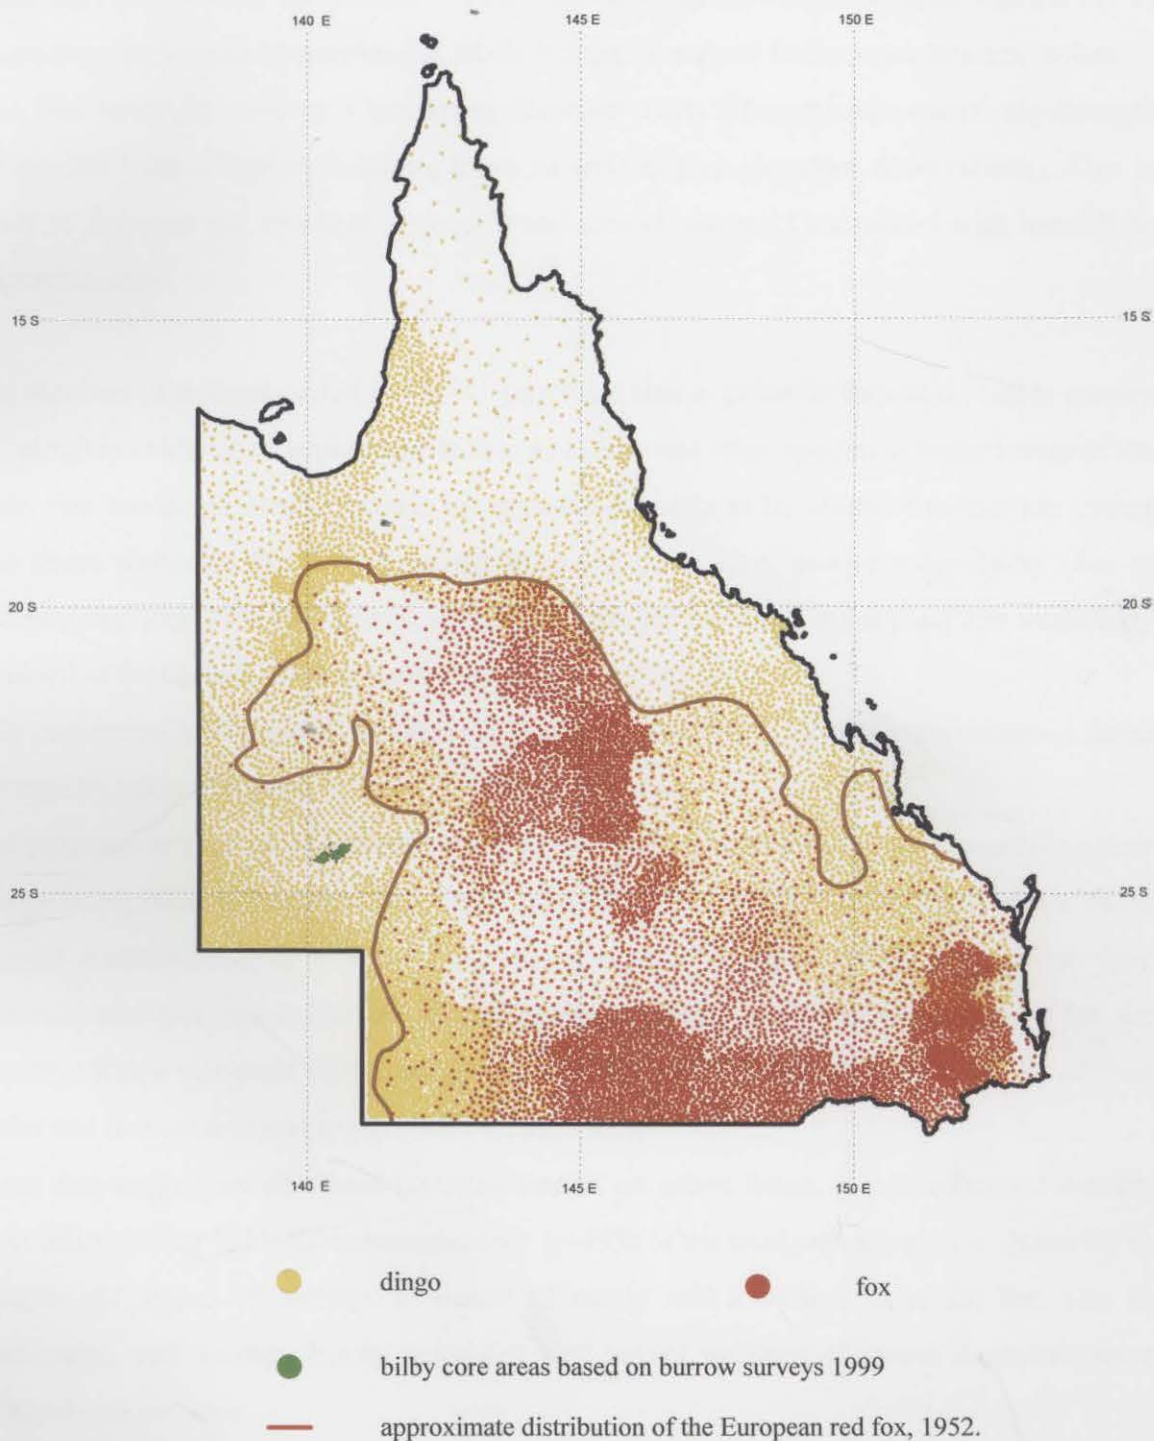 140 E 145 E 150 E
15 S 15 S
20 S 20 S
25 S 25 S
140 E 145 E 150 E
dingo fox
bilby core areas based on burrow surveys 1999
approximate distribution of the European red fox, 1952.